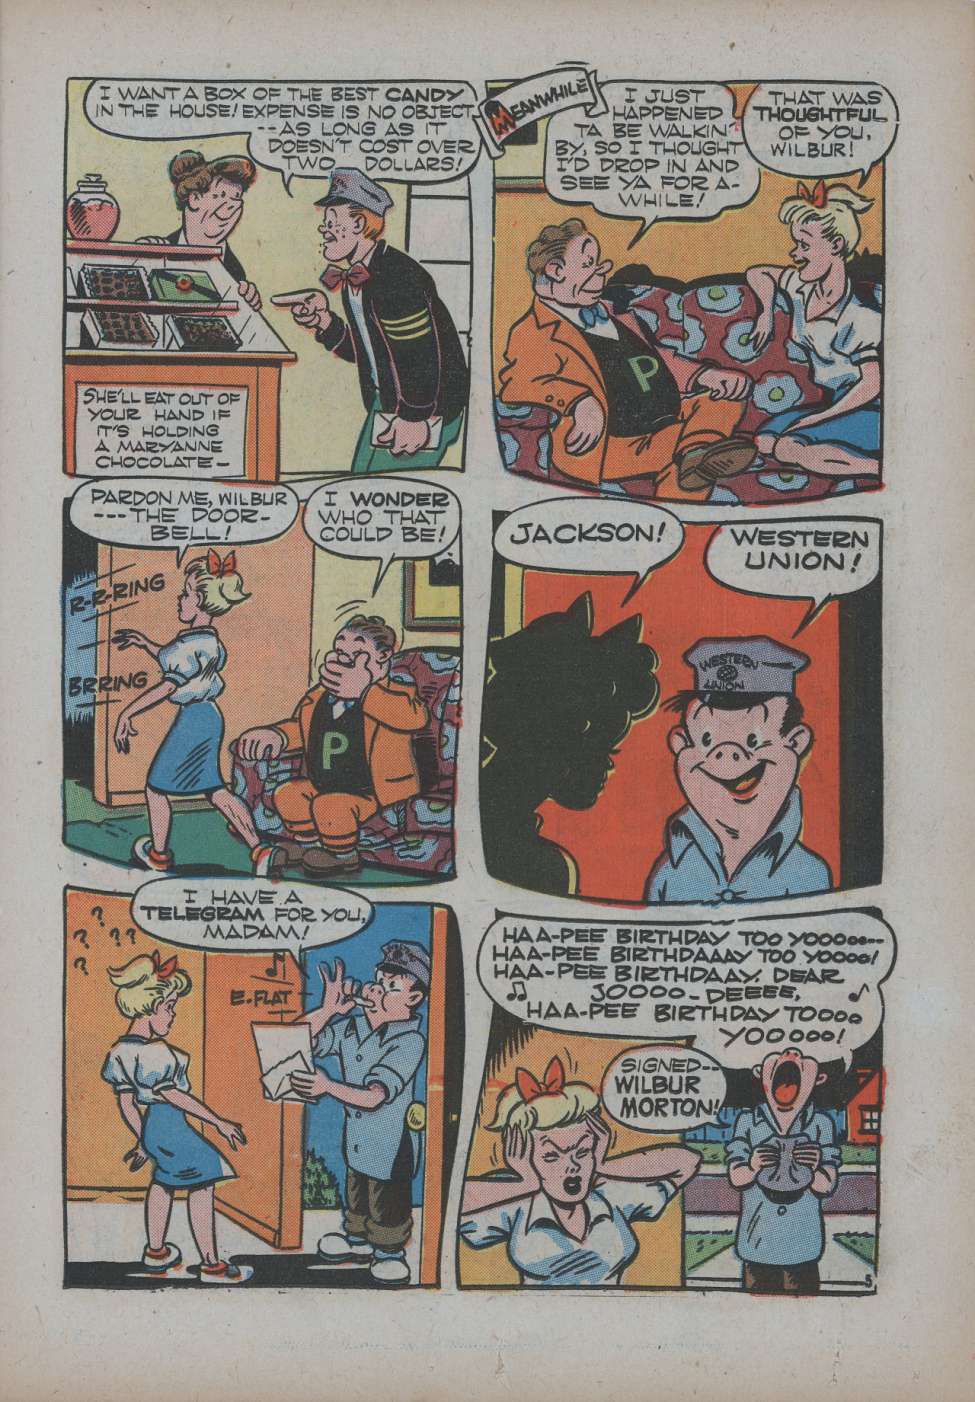 I WANT A BOX OF THE BEST CANDY
IN THE HOUSE! EXPENSE IS NO OBJECT
--AS LONG AS IT
DOESN'T COST OVER
TWO DOLLARS!
SHE'LL EAT OUT OF
YOUR HAND IF
IT'S HOLDING
A MARYANNE
CHOCOLATE-
MEANWHILE
I JUST
HAPPENED
TA BE WALKIN'
BY, SO I THOUGHT
I'D DROP IN AND
SEE YA FOR A-
WHILE!
THAT WAS
THOUGHTFUL
OF YOU,
WILBUR!
P
PARDON ME, WILBUR
---THE DOOR-
BELL!
I WONDER
WHO THAT
COULD BE!
R-R-RING
BRRING
P
JACKSON!
WESTERN
UNION!
WESTERN
UNION
I HAVE A
TELEGRAM FOR YOU,
MADAM!
? ? ? ?
?
E.FLAT
HAA-PEE BIRTHDAY TOO YOOOOO---
HAA-PEE BIRTHDAAAY TOO YOOOO!
HAA-PEE BIRTHDAAY, DEAR
JOOOO-DEEEE,
HAA-PEE BIRTHDAY TOOOO
YOOOOO!
SIGNED--
WILBUR
MORTON!
5